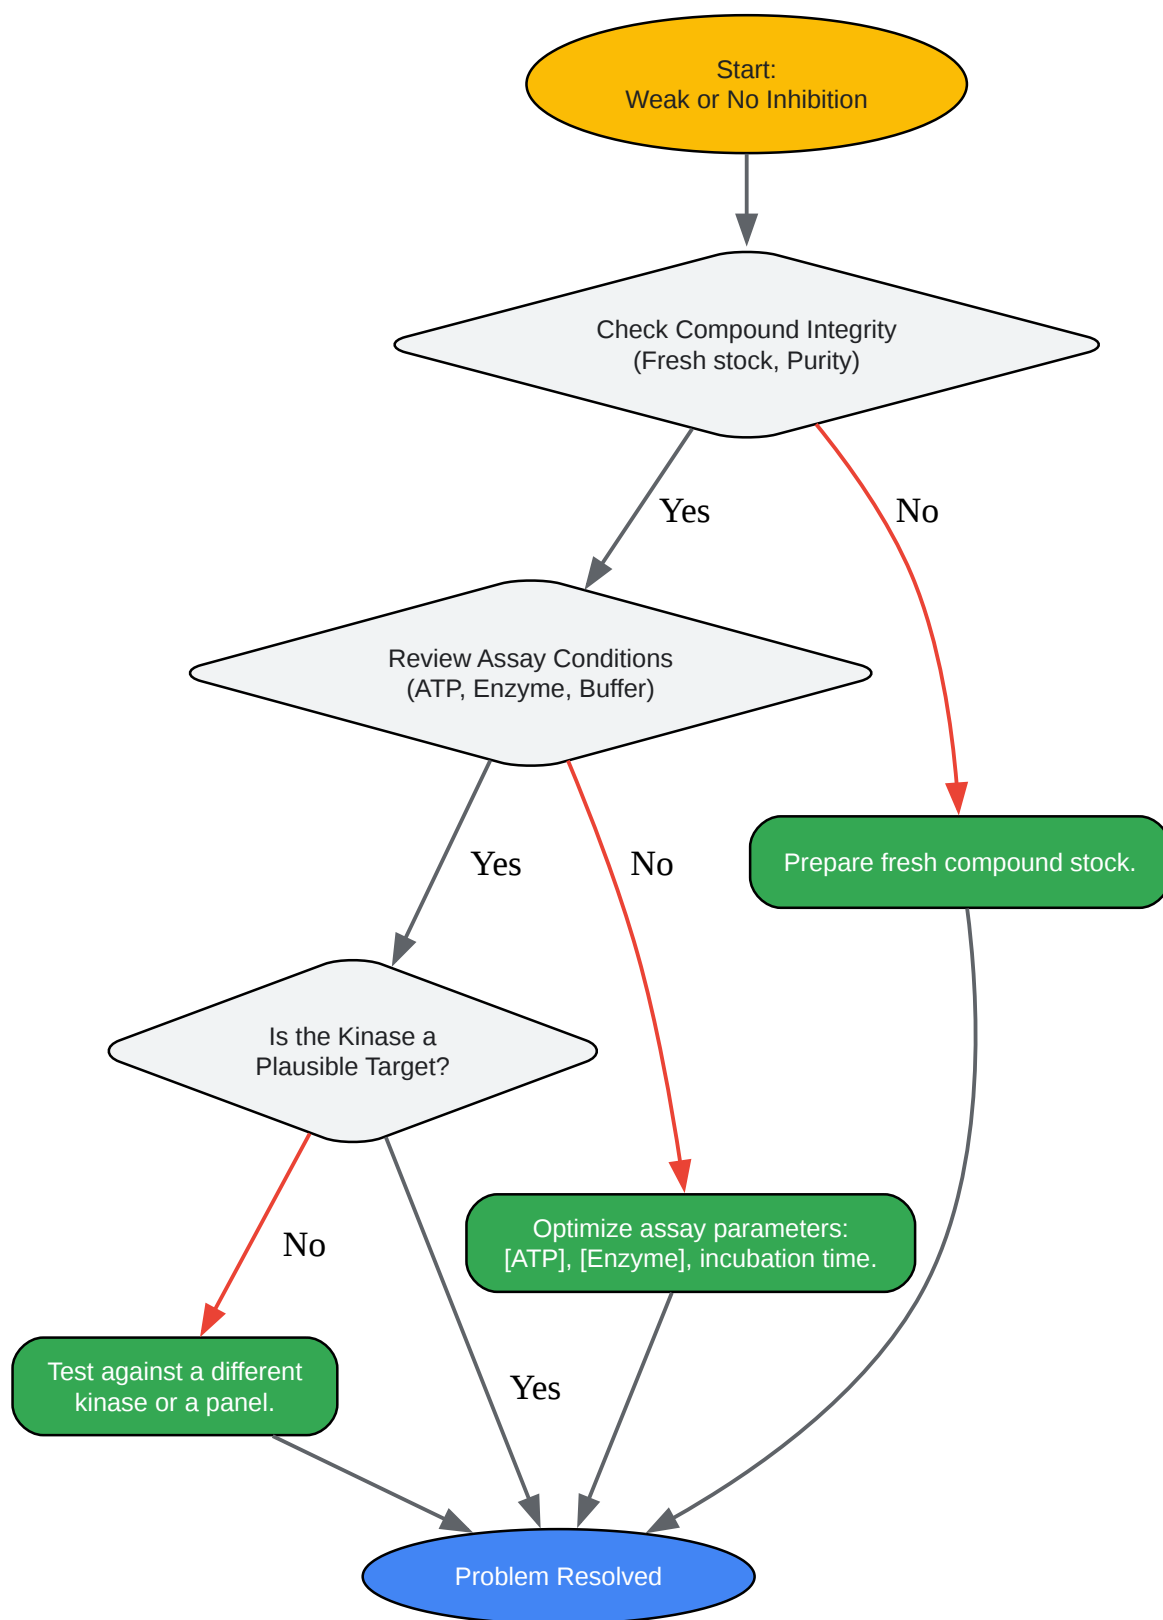 Start:
Weak or No Inhibition
Check Compound Integrity
(Fresh stock, Purity)
Yes
No
Review Assay Conditions
(ATP, Enzyme, Buffer)
Yes
No
Prepare fresh compound stock.
Is the Kinase a
Plausible Target?
No
Optimize assay parameters:
[ATP], [Enzyme], incubation time.
Test against a different
kinase or a panel.
Yes
Problem Resolved